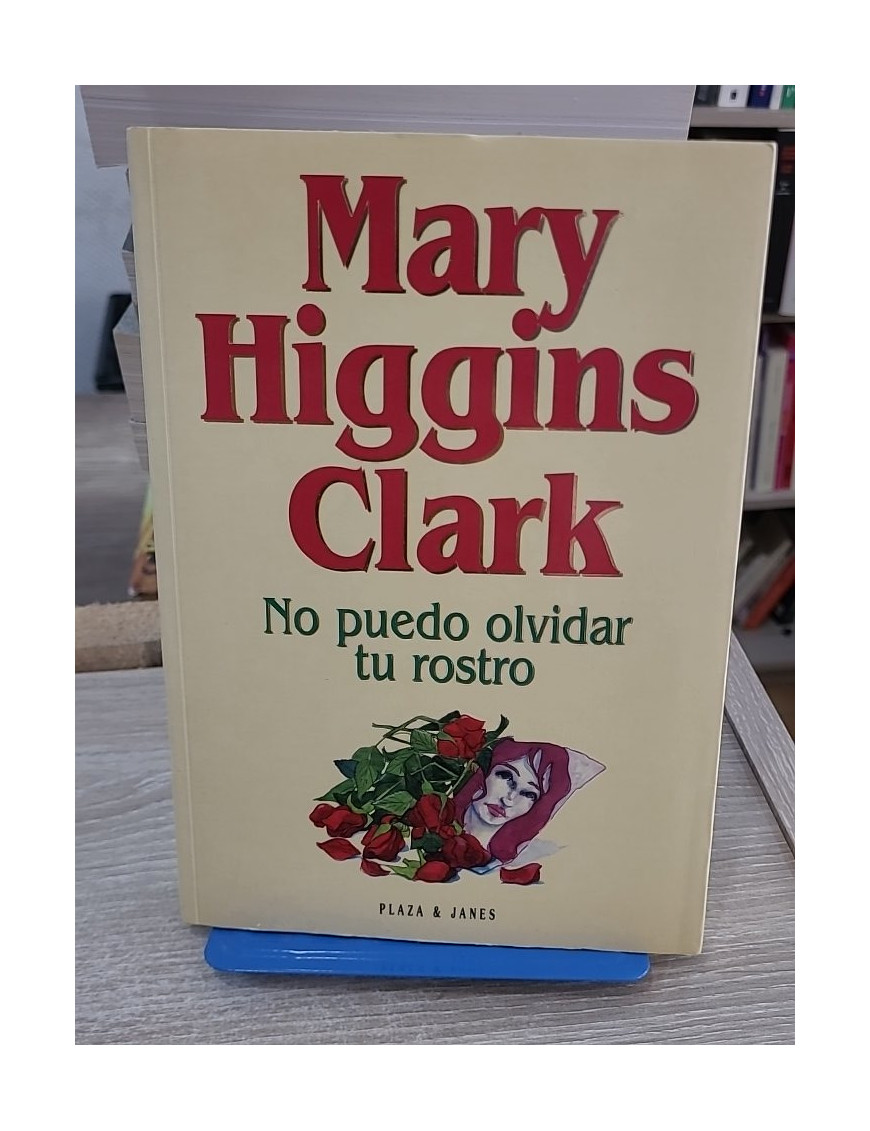 Mary
Higgins
Clark
No puedo olvidar
tu rostro
PLAZA & JANES